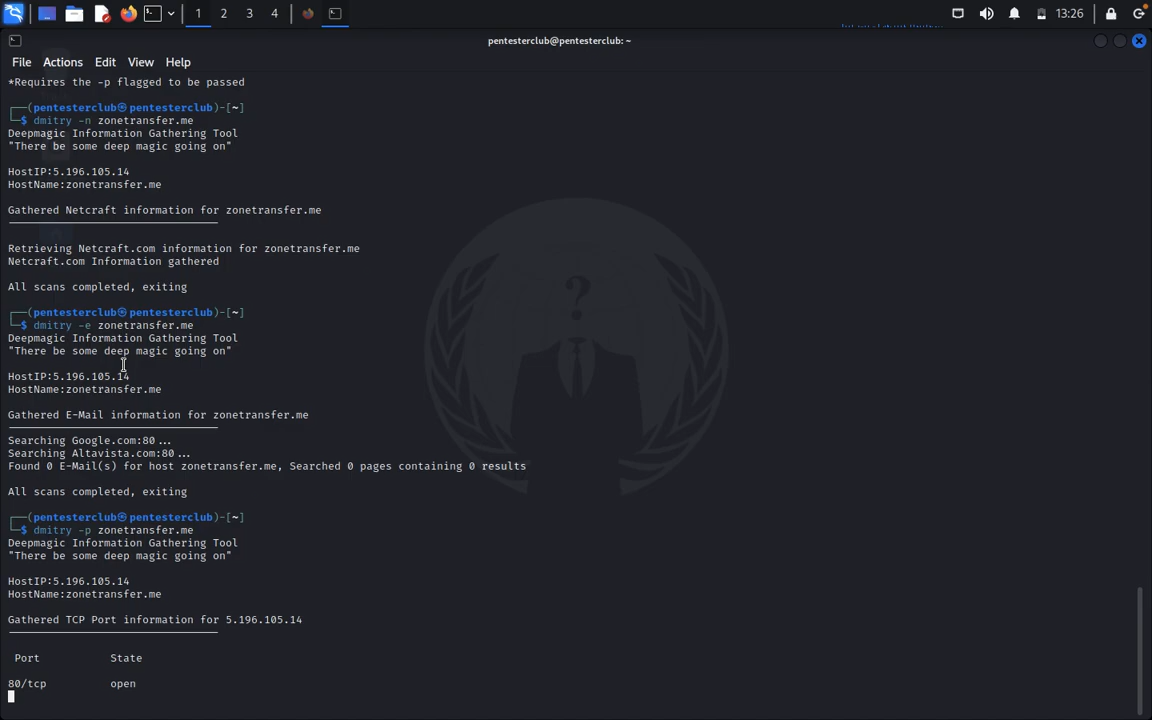 1 2 3 4 13:26
pentesterclub@pentesterclub: ~
File Actions Edit View Help
*Requires the -p flagged to be passed
┌──(pentesterclub㉿pentesterclub)-[~]
└─$ dmitry -n zonetransfer.me
Deepmagic Information Gathering Tool
"There be some deep magic going on"
HostIP:5.196.105.14
HostName:zonetransfer.me
Gathered Netcraft information for zonetransfer.me
Retrieving Netcraft.com information for zonetransfer.me
Netcraft.com Information gathered
All scans completed, exiting
┌──(pentesterclub㉿pentesterclub)-[~]
└─$ dmitry -e zonetransfer.me
Deepmagic Information Gathering Tool
"There be some deep magic going on"
HostIP:5.196.105.14
HostName:zonetransfer.me
Gathered E-Mail information for zonetransfer.me
Searching Google.com:80...
Searching Altavista.com:80...
Found 0 E-Mail(s) for host zonetransfer.me, Searched 0 pages containing 0 results
All scans completed, exiting
┌──(pentesterclub㉿pentesterclub)-[~]
└─$ dmitry -p zonetransfer.me
Deepmagic Information Gathering Tool
"There be some deep magic going on"
HostIP:5.196.105.14
HostName:zonetransfer.me
Gathered TCP Port information for 5.196.105.14
Port State
80/tcp open